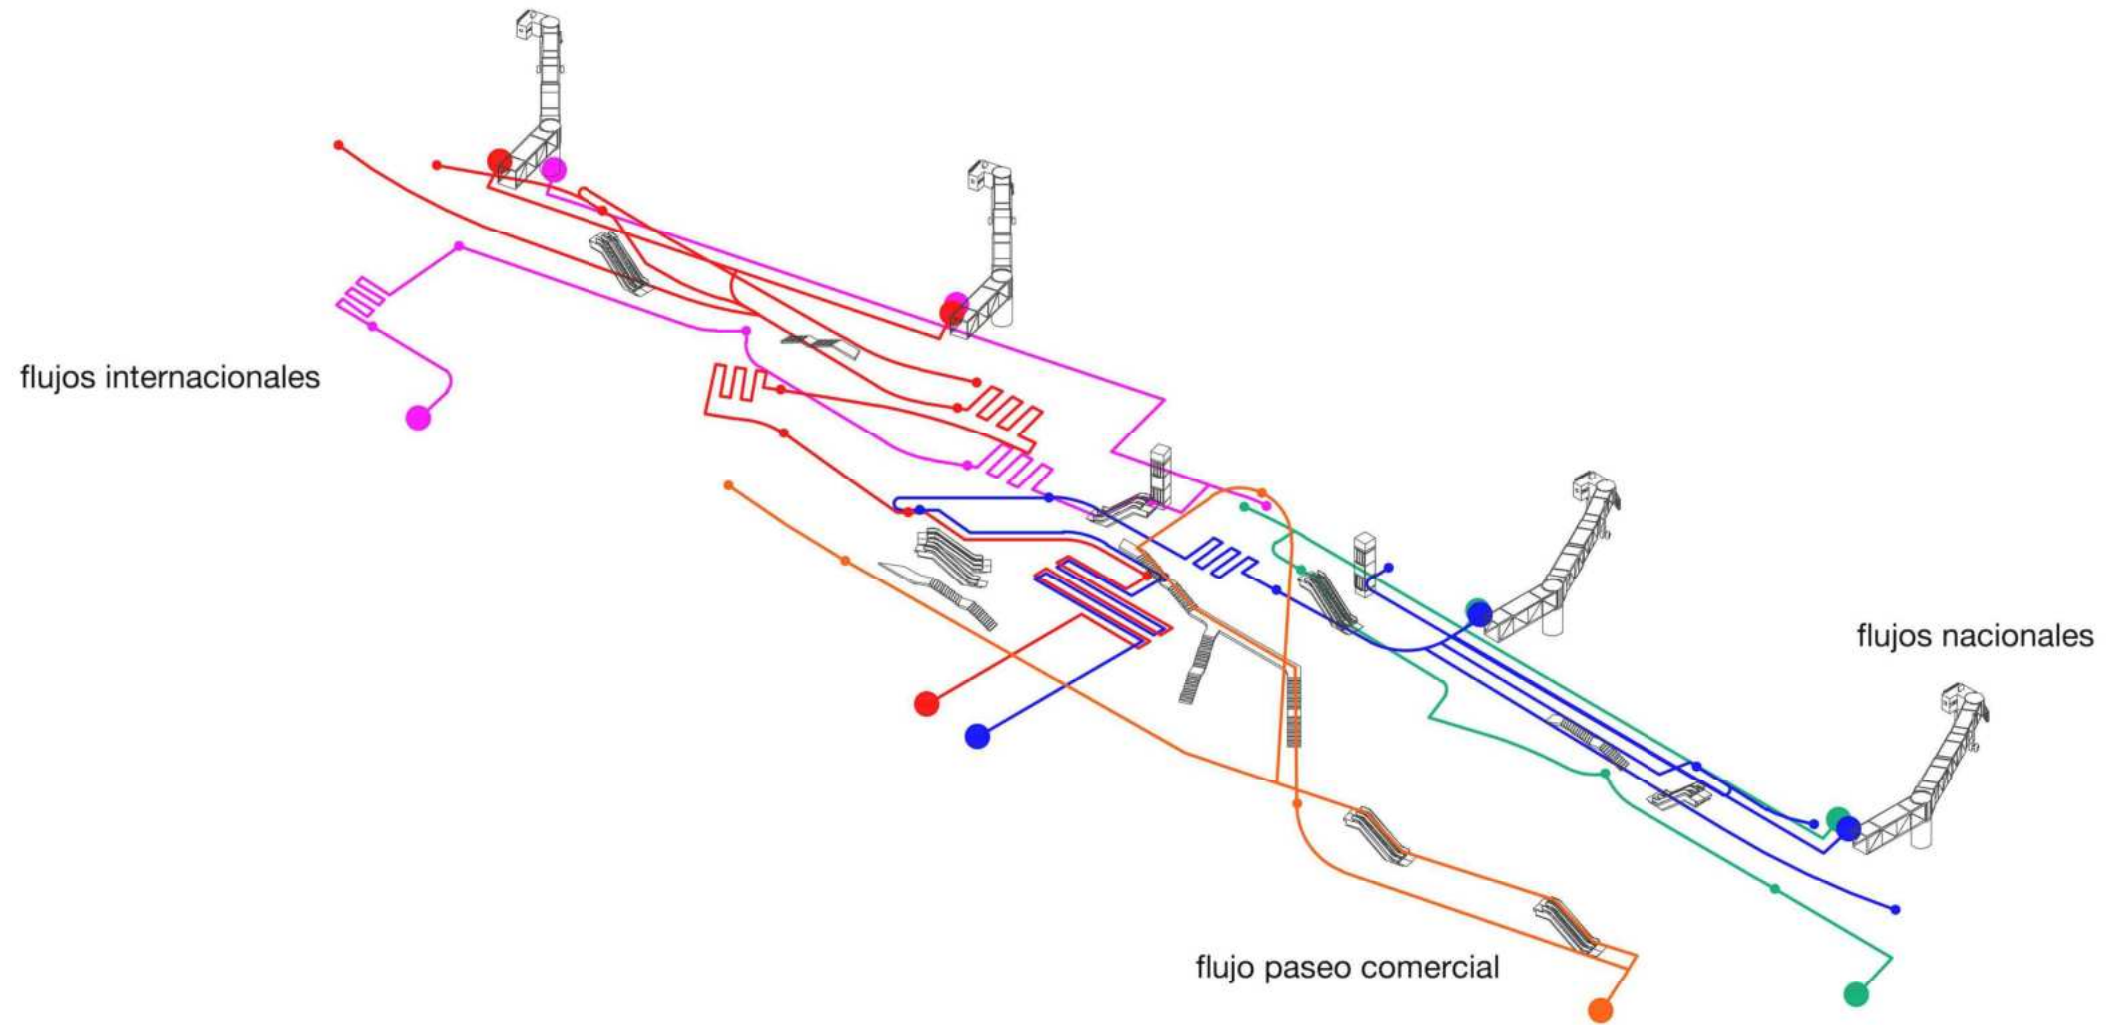 flujos internacionales
flujos nacionales
flujo paseo comercial